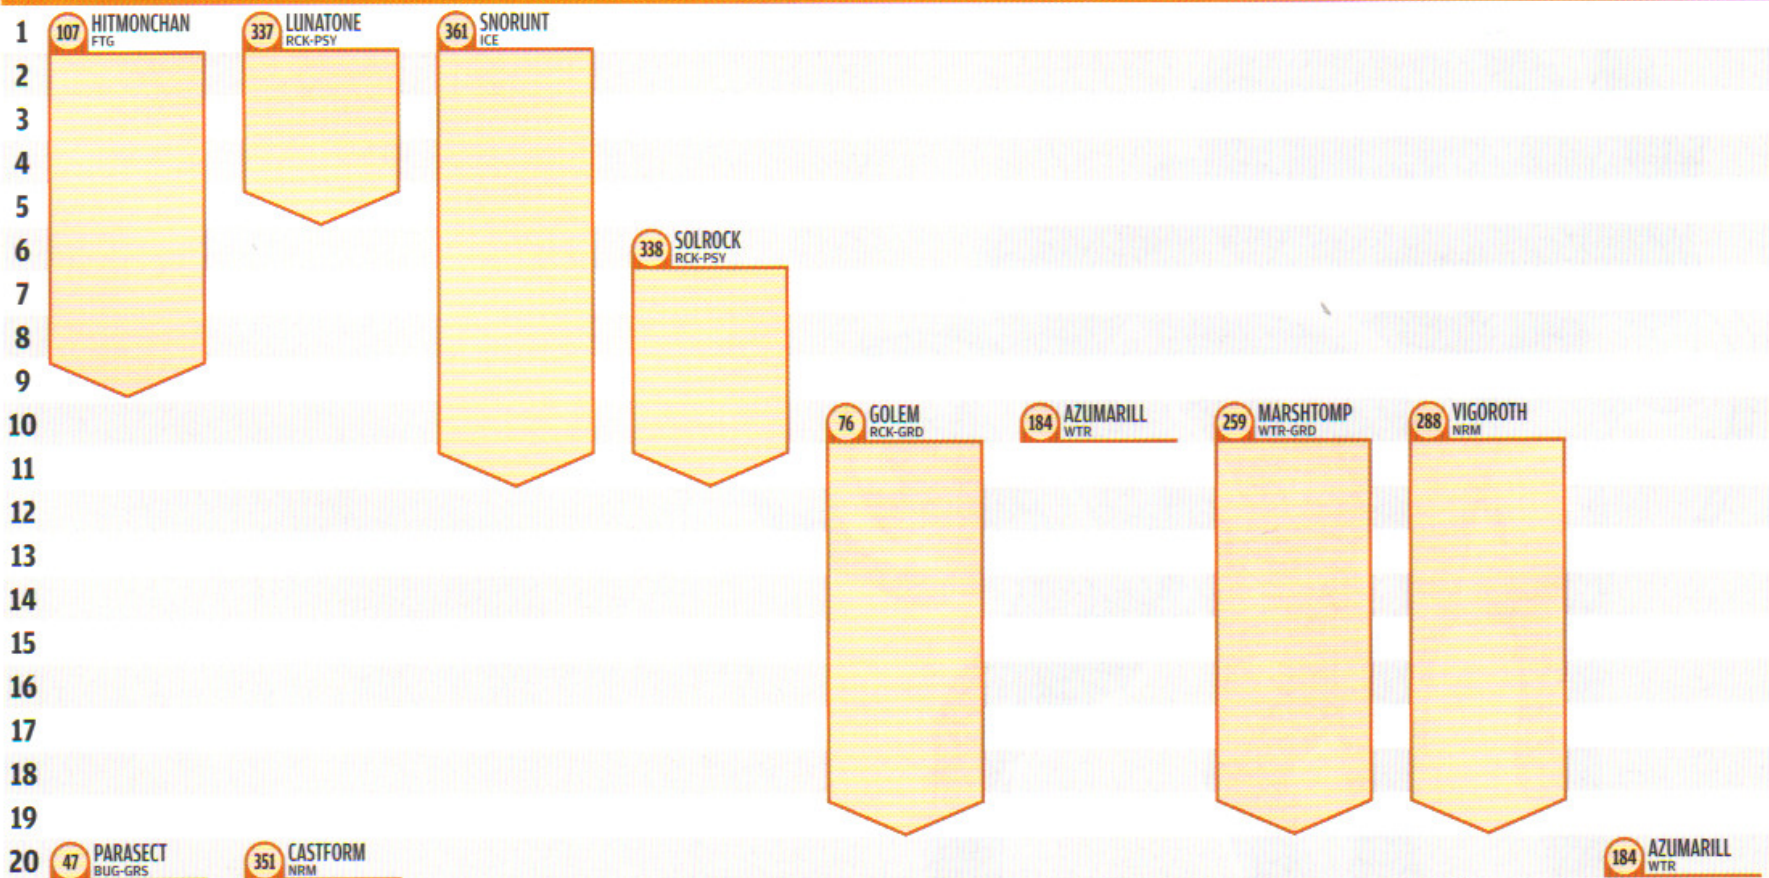 1 107 HITMONCHAN 337 LUNATONE 361 SNORUNT
FTG RCK-PSY ICE
2
3
4
5
6 338 SOLROCK
RCK-PSY
7
8
9
10 76 GOLEM 184 AZUMARILL 259 MARSHTOMP 288 VIGOROTH
RCK-GRD WTR WTR-GRD NRM
11
12
13
14
15
16
17
18
19
20 47 PARASECT 351 CASTFORM 184 AZUMARILL
BUG-GRS NRM WTR